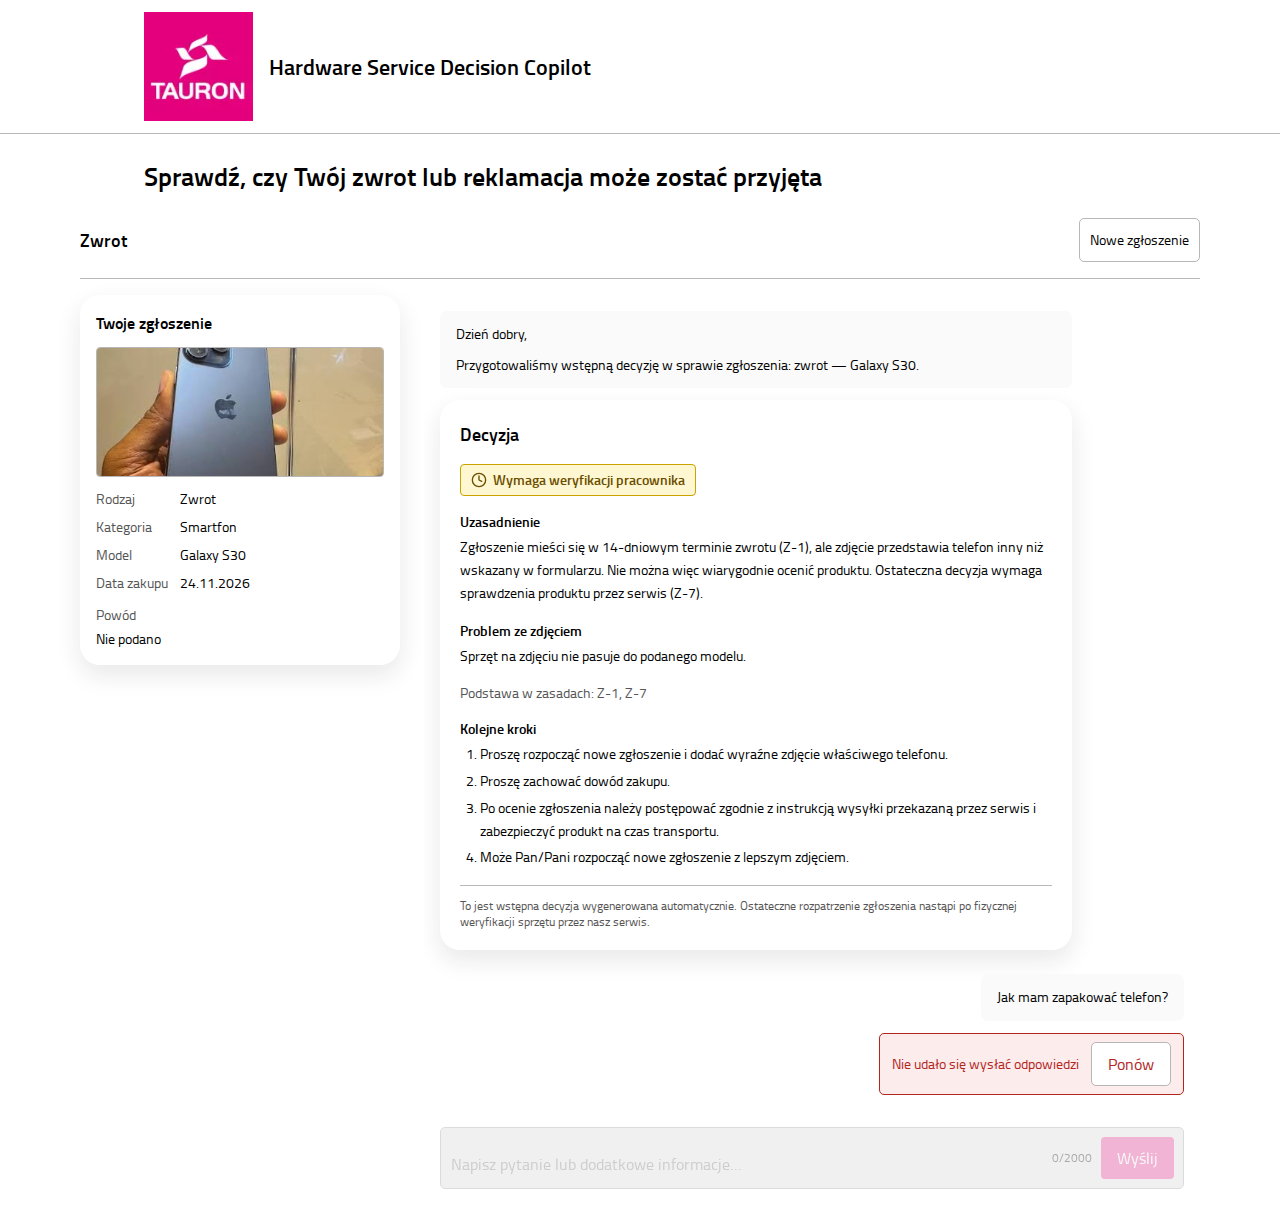 TAURON
Hardware Service Decision Copilot
Sprawdź, czy Twój zwrot lub reklamacja może zostać przyjęta
Zwrot
Nowe zgłoszenie
Twoje zgłoszenie
Rodzaj Zwrot
Kategoria Smartfon
Model Galaxy S30
Data zakupu 24.11.2026
Powód
Nie podano
Dzień dobry,
Przygotowaliśmy wstępną decyzję w sprawie zgłoszenia: zwrot — Galaxy S30.
Decyzja
Wymaga weryfikacji pracownika
Uzasadnienie
Zgłoszenie mieści się w 14-dniowym terminie zwrotu (Z-1), ale zdjęcie przedstawia telefon inny niż
wskazany w formularzu. Nie można więc wiarygodnie ocenić produktu. Ostateczna decyzja wymaga
sprawdzenia produktu przez serwis (Z-7).
Problem ze zdjęciem
Sprzęt na zdjęciu nie pasuje do podanego modelu.
Podstawa w zasadach: Z-1, Z-7
Kolejne kroki
1. Proszę rozpocząć nowe zgłoszenie i dodać wyraźne zdjęcie właściwego telefonu.
2. Proszę zachować dowód zakupu.
3. Po ocenie zgłoszenia należy postępować zgodnie z instrukcją wysyłki przekazaną przez serwis i
zabezpieczyć produkt na czas transportu.
4. Może Pan/Pani rozpocząć nowe zgłoszenie z lepszym zdjęciem.
To jest wstępna decyzja wygenerowana automatycznie. Ostateczne rozpatrzenie zgłoszenia nastąpi po fizycznej
weryfikacji sprzętu przez nasz serwis.
Jak mam zapakować telefon?
Nie udało się wysłać odpowiedzi Ponów
Napisz pytanie lub dodatkowe informacje... 0/2000 Wyślij